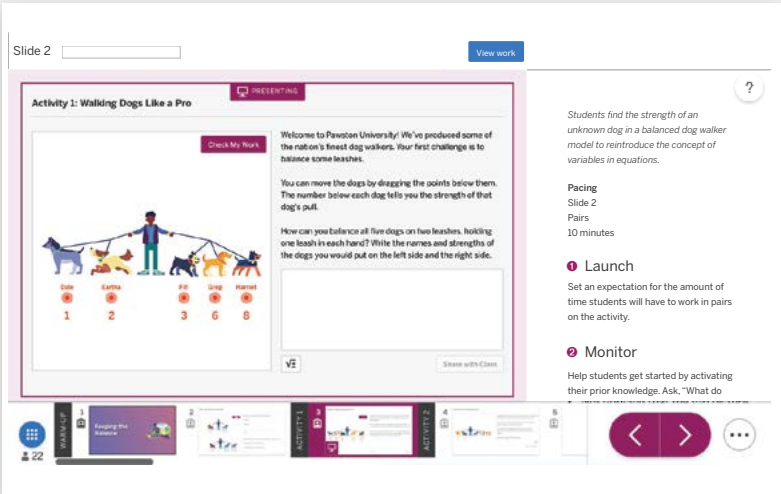 Slide 2
View work
PRESENTING
Activity 1: Walking Dogs Like a Pro
Check My Work
Dale
Eartha
Fif
Greg
Harriet
1
2
3
6
8
Welcome to Pawston University! We've produced some of
the nation's finest dog walkers. Your first challenge is to
balance some leashes.
You can move the dogs by dragging the points below them.
The number below each dog tells you the strength of that
dog's pull.
How can you balance all five dogs on two leashes, holding
one leash in each hand? Write the names and strengths of
the dogs you would put on the left side and the right side.
Share with Class
?
Students find the strength of an
unknown dog in a balanced dog walker
model to reintroduce the concept of
variables in equations.
Pacing
Slide 2
Pairs
10 minutes
1 Launch
Set an expectation for the amount of
time students will have to work in pairs
on the activity.
2 Monitor
Help students get started by activating
their prior knowledge. Ask, "What do
22
WARM-UP
1
Keeping the
Balance
2
ACTIVITY 1
3
ACTIVITY 2
4
5